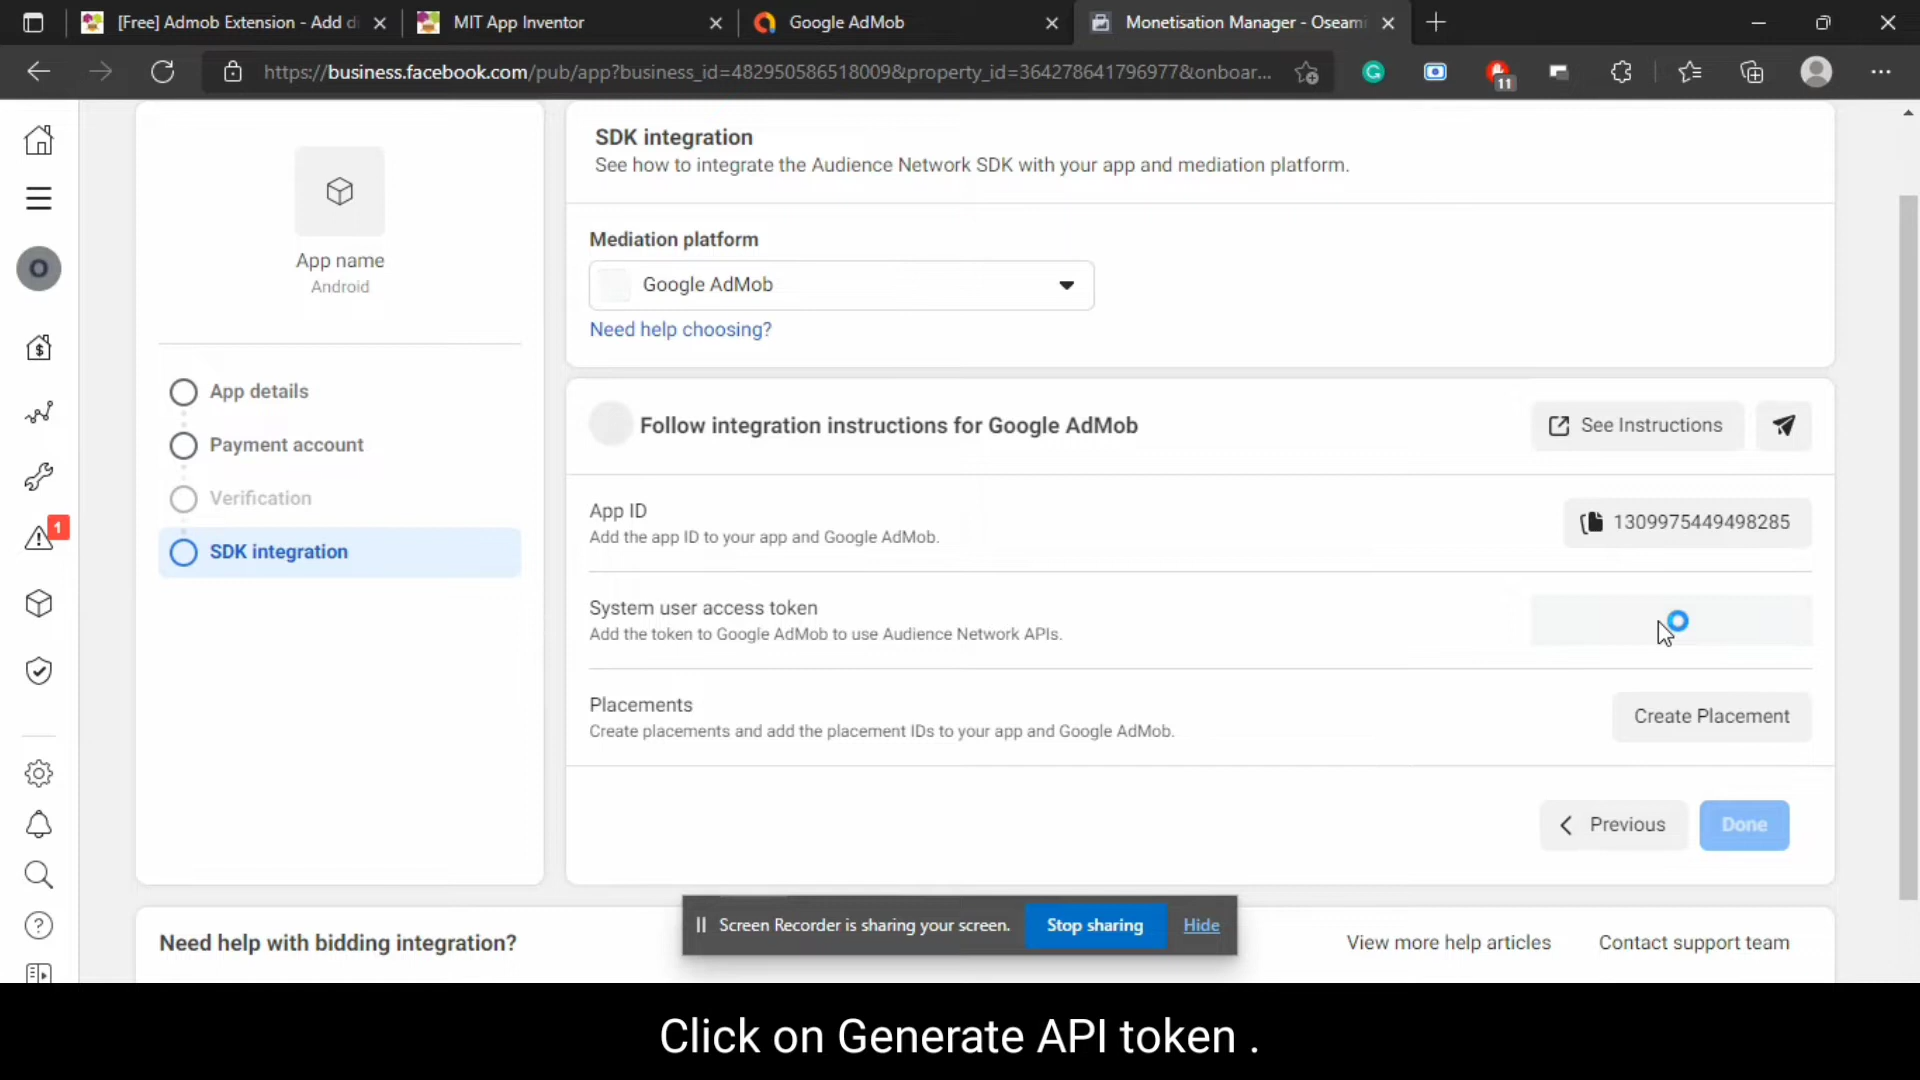 [Free] Admob Extension - Add di
MIT App Inventor
Google AdMob
Monetisation Manager - Oseami
https://business.facebook.com/pub/app?business_id=482950586518009&property_id=364278641796977&onboar...
11
SDK integration
See how to integrate the Audience Network SDK with your app and mediation platform.
O
App name
Android
Mediation platform
Google AdMob
Need help choosing?
App details
Payment account
Verification
SDK integration
1
Follow integration instructions for Google AdMob
See Instructions
App ID
Add the app ID to your app and Google AdMob.
1309975449498285
System user access token
Add the token to Google AdMob to use Audience Network APIs.
Placements
Create placements and add the placement IDs to your app and Google AdMob.
Create Placement
Previous
Done
Screen Recorder is sharing your screen.
Stop sharing
Hide
Need help with bidding integration?
View more help articles
Contact support team
Click on Generate API token .